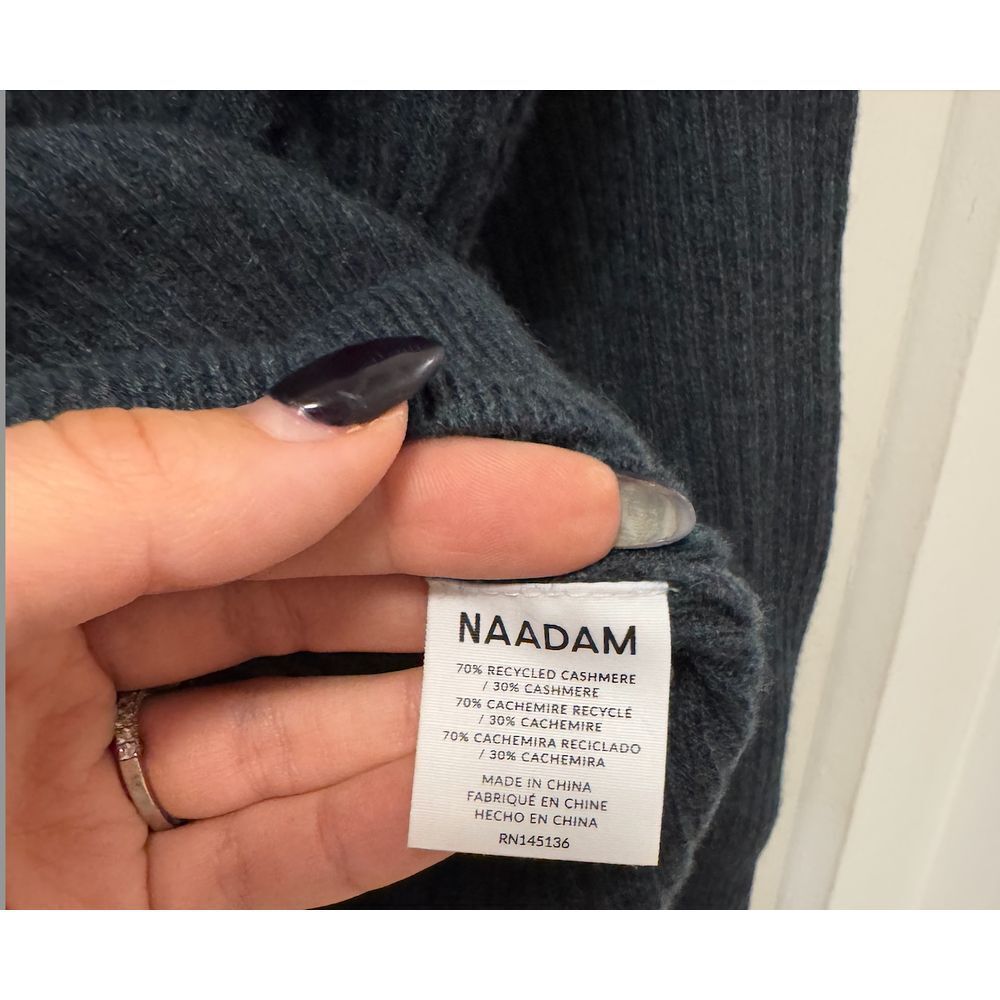 NAADAM
70% RECYCLED CASHMERE
/ 30% CASHMERE
70% CACHEMIRE RECYCLÉ
/ 30% CACHEMIRE
70% CACHEMIRA RECICLADO
/ 30% CACHEMIRA
MADE IN CHINA
FABRIQUÉ EN CHINE
HECHO EN CHINA
RN145136